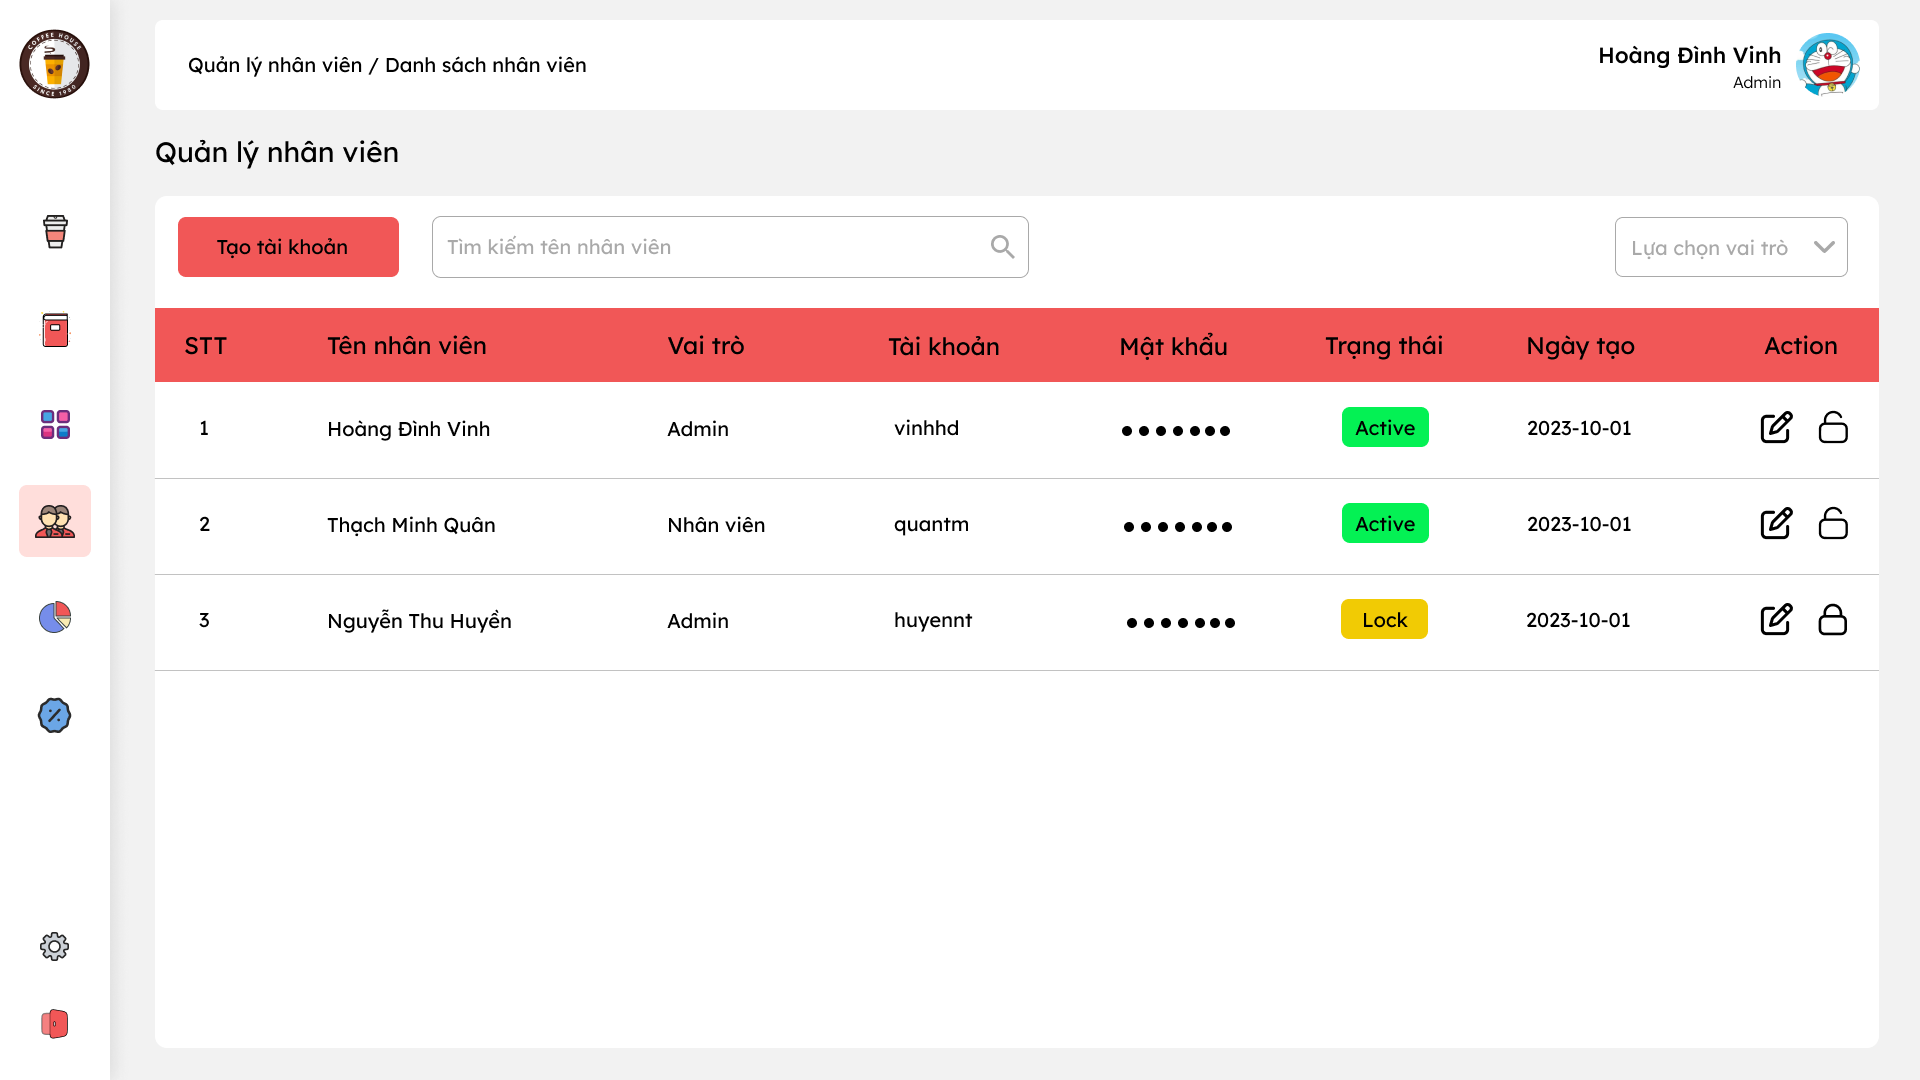 COFFEE HOUSE
SINCE 1980
Quản lý nhân viên / Danh sách nhân viên
Hoàng Đình Vinh
Admin
Quản lý nhân viên
Tạo tài khoản
Tìm kiếm tên nhân viên
Lựa chọn vai trò
STT Tên nhân viên Vai trò Tài khoản Mật khẩu Trạng thái Ngày tạo Action
1 Hoàng Đình Vinh Admin vinhhd ●●●●●●● Active 2023-10-01
2 Thạch Minh Quân Nhân viên quantm ●●●●●●● Active 2023-10-01
3 Nguyễn Thu Huyền Admin huyennt ●●●●●●● Lock 2023-10-01